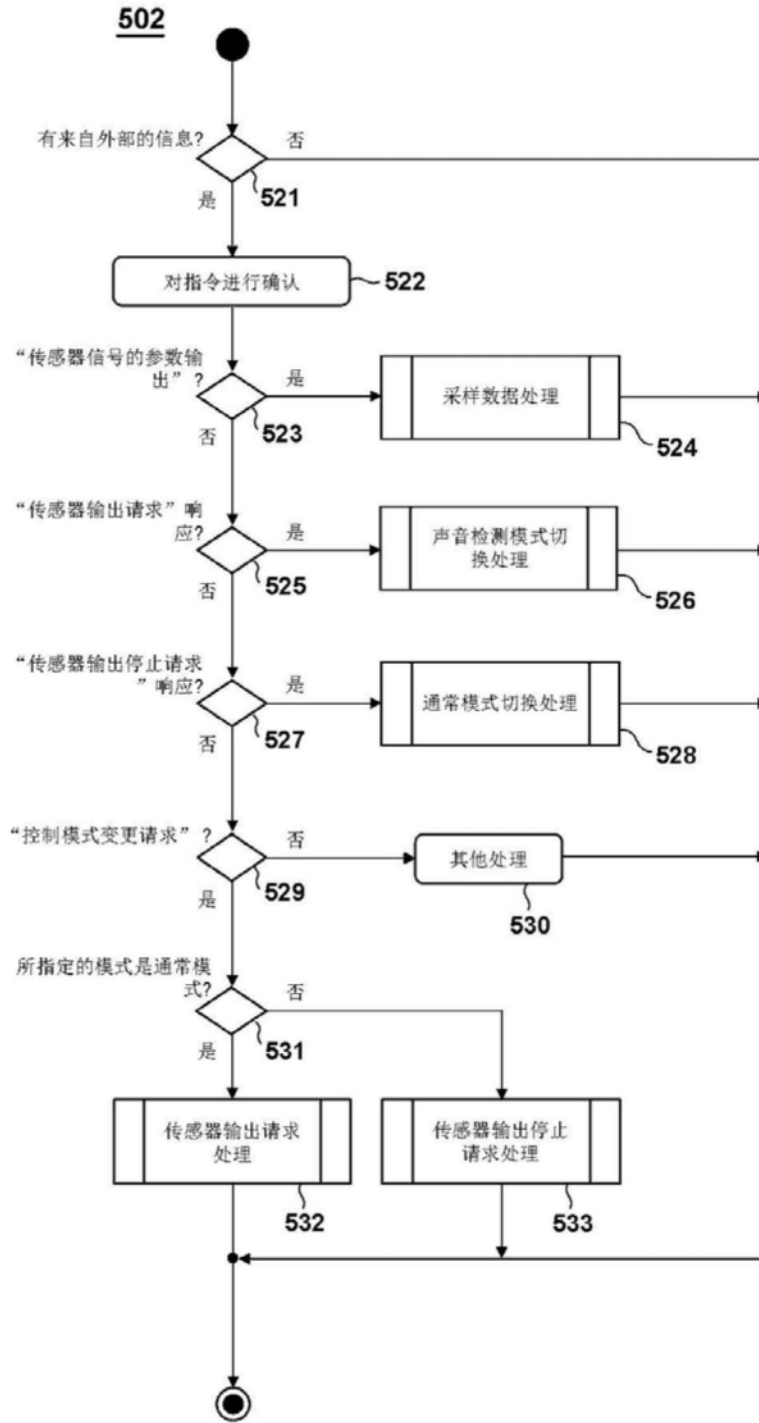 502
有来自外部的信息?
否
521
是
对指令进行确认
522
“传感器信号的参数输
出” ?
是
523
否
采样数据处理
524
“传感器输出请求” 响
应?
是
525
否
声音检测模式切
换处理
526
“传感器输出停止请求
”响应?
是
527
否
通常模式切换处理
528
“控制模式变更请求” ?
否
529
是
其他处理
530
所指定的模式是通常模
式?
否
531
是
传感器输出请求
处理
532
传感器输出停止
请求处理
533